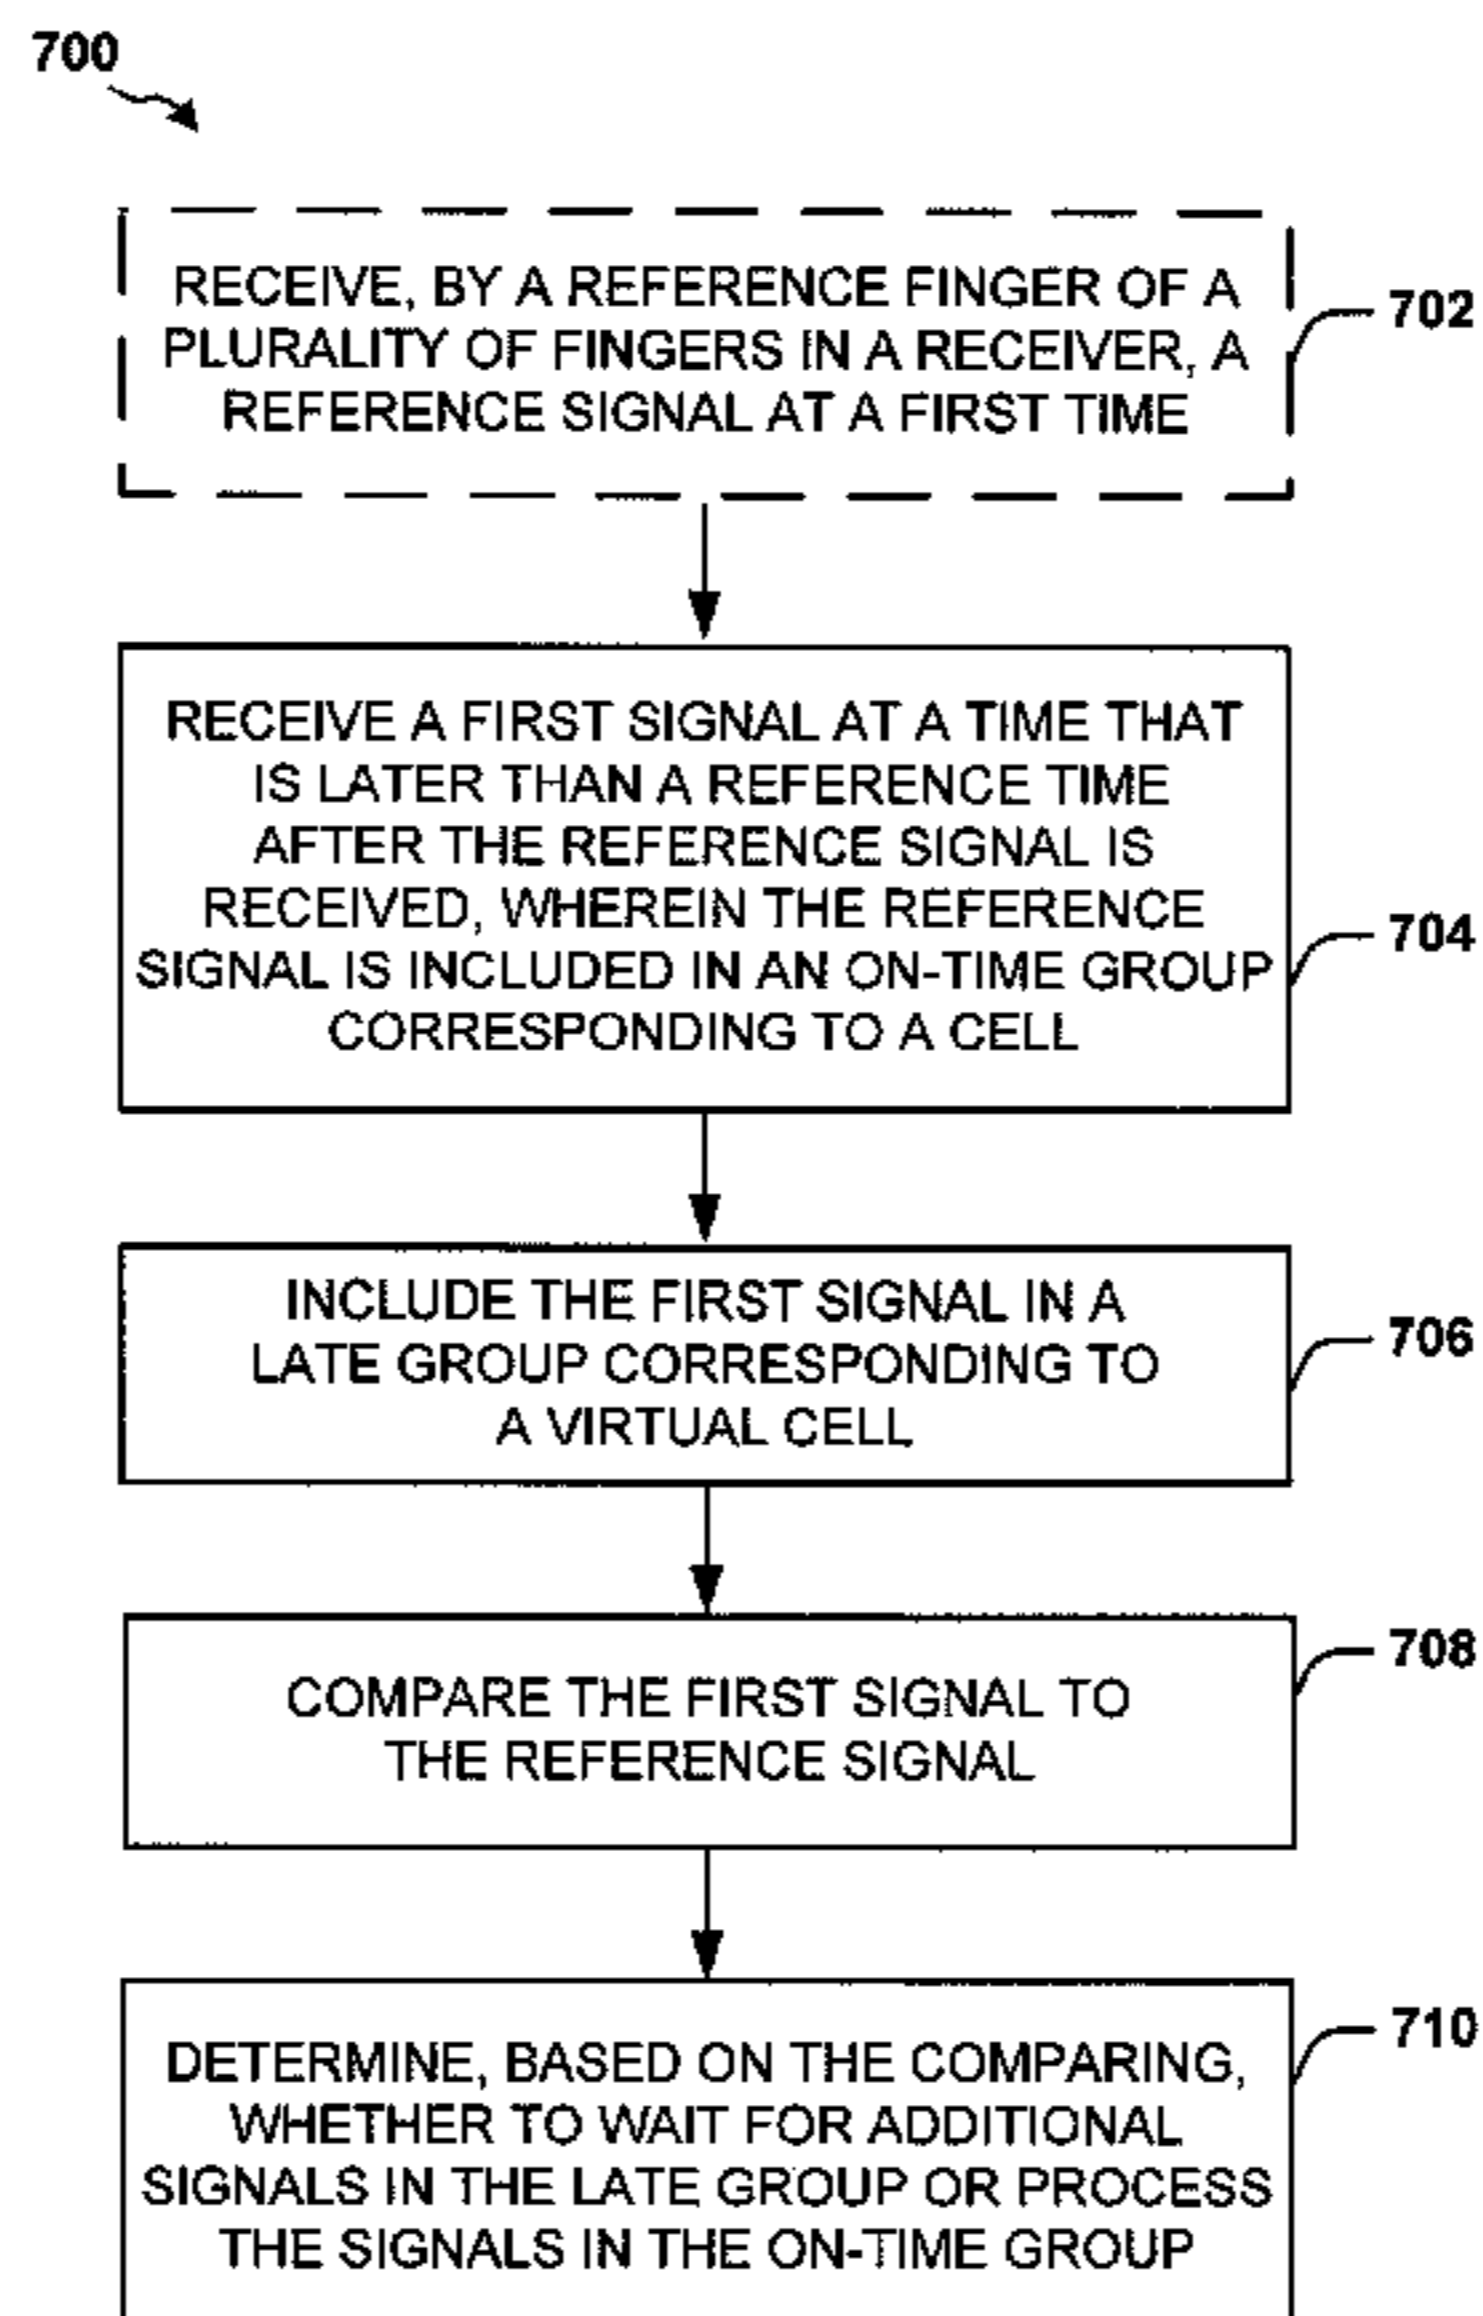 700
RECEIVE, BY A REFERENCE FINGER OF A
PLURALITY OF FINGERS IN A RECEIVER, A
REFERENCE SIGNAL AT A FIRST TIME
702
RECEIVE A FIRST SIGNAL AT A TIME THAT
IS LATER THAN A REFERENCE TIME
AFTER THE REFERENCE SIGNAL IS
RECEIVED, WHEREIN THE REFERENCE
SIGNAL IS INCLUDED IN AN ON-TIME GROUP
CORRESPONDING TO A CELL
704
INCLUDE THE FIRST SIGNAL IN A
LATE GROUP CORRESPONDING TO
A VIRTUAL CELL
706
COMPARE THE FIRST SIGNAL TO
THE REFERENCE SIGNAL
708
DETERMINE, BASED ON THE COMPARING,
WHETHER TO WAIT FOR ADDITIONAL
SIGNALS IN THE LATE GROUP OR PROCESS
THE SIGNALS IN THE ON-TIME GROUP
710